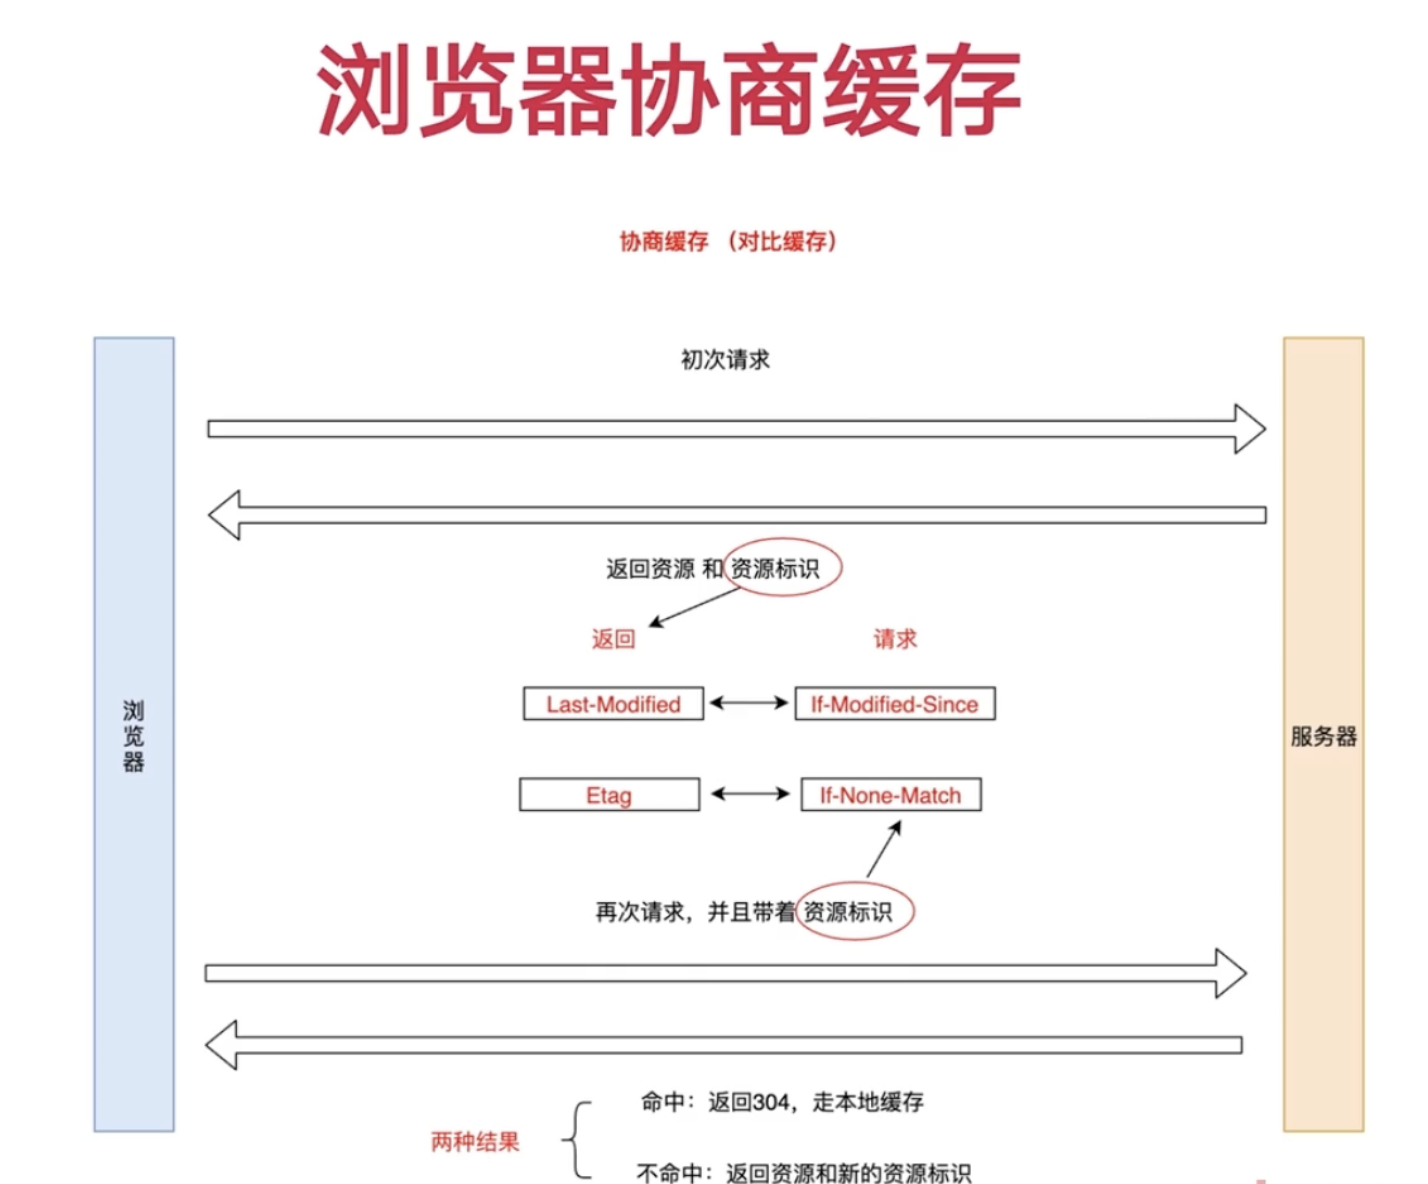 浏览器协商缓存
协商缓存 （对比缓存）
初次请求
返回资源 和 资源标识
返回 请求
Last-Modified If-Modified-Since
浏览器
服务器
Etag If-None-Match
再次请求，并且带着 资源标识
命中：返回304，走本地缓存
两种结果
不命中：返回资源和新的资源标识